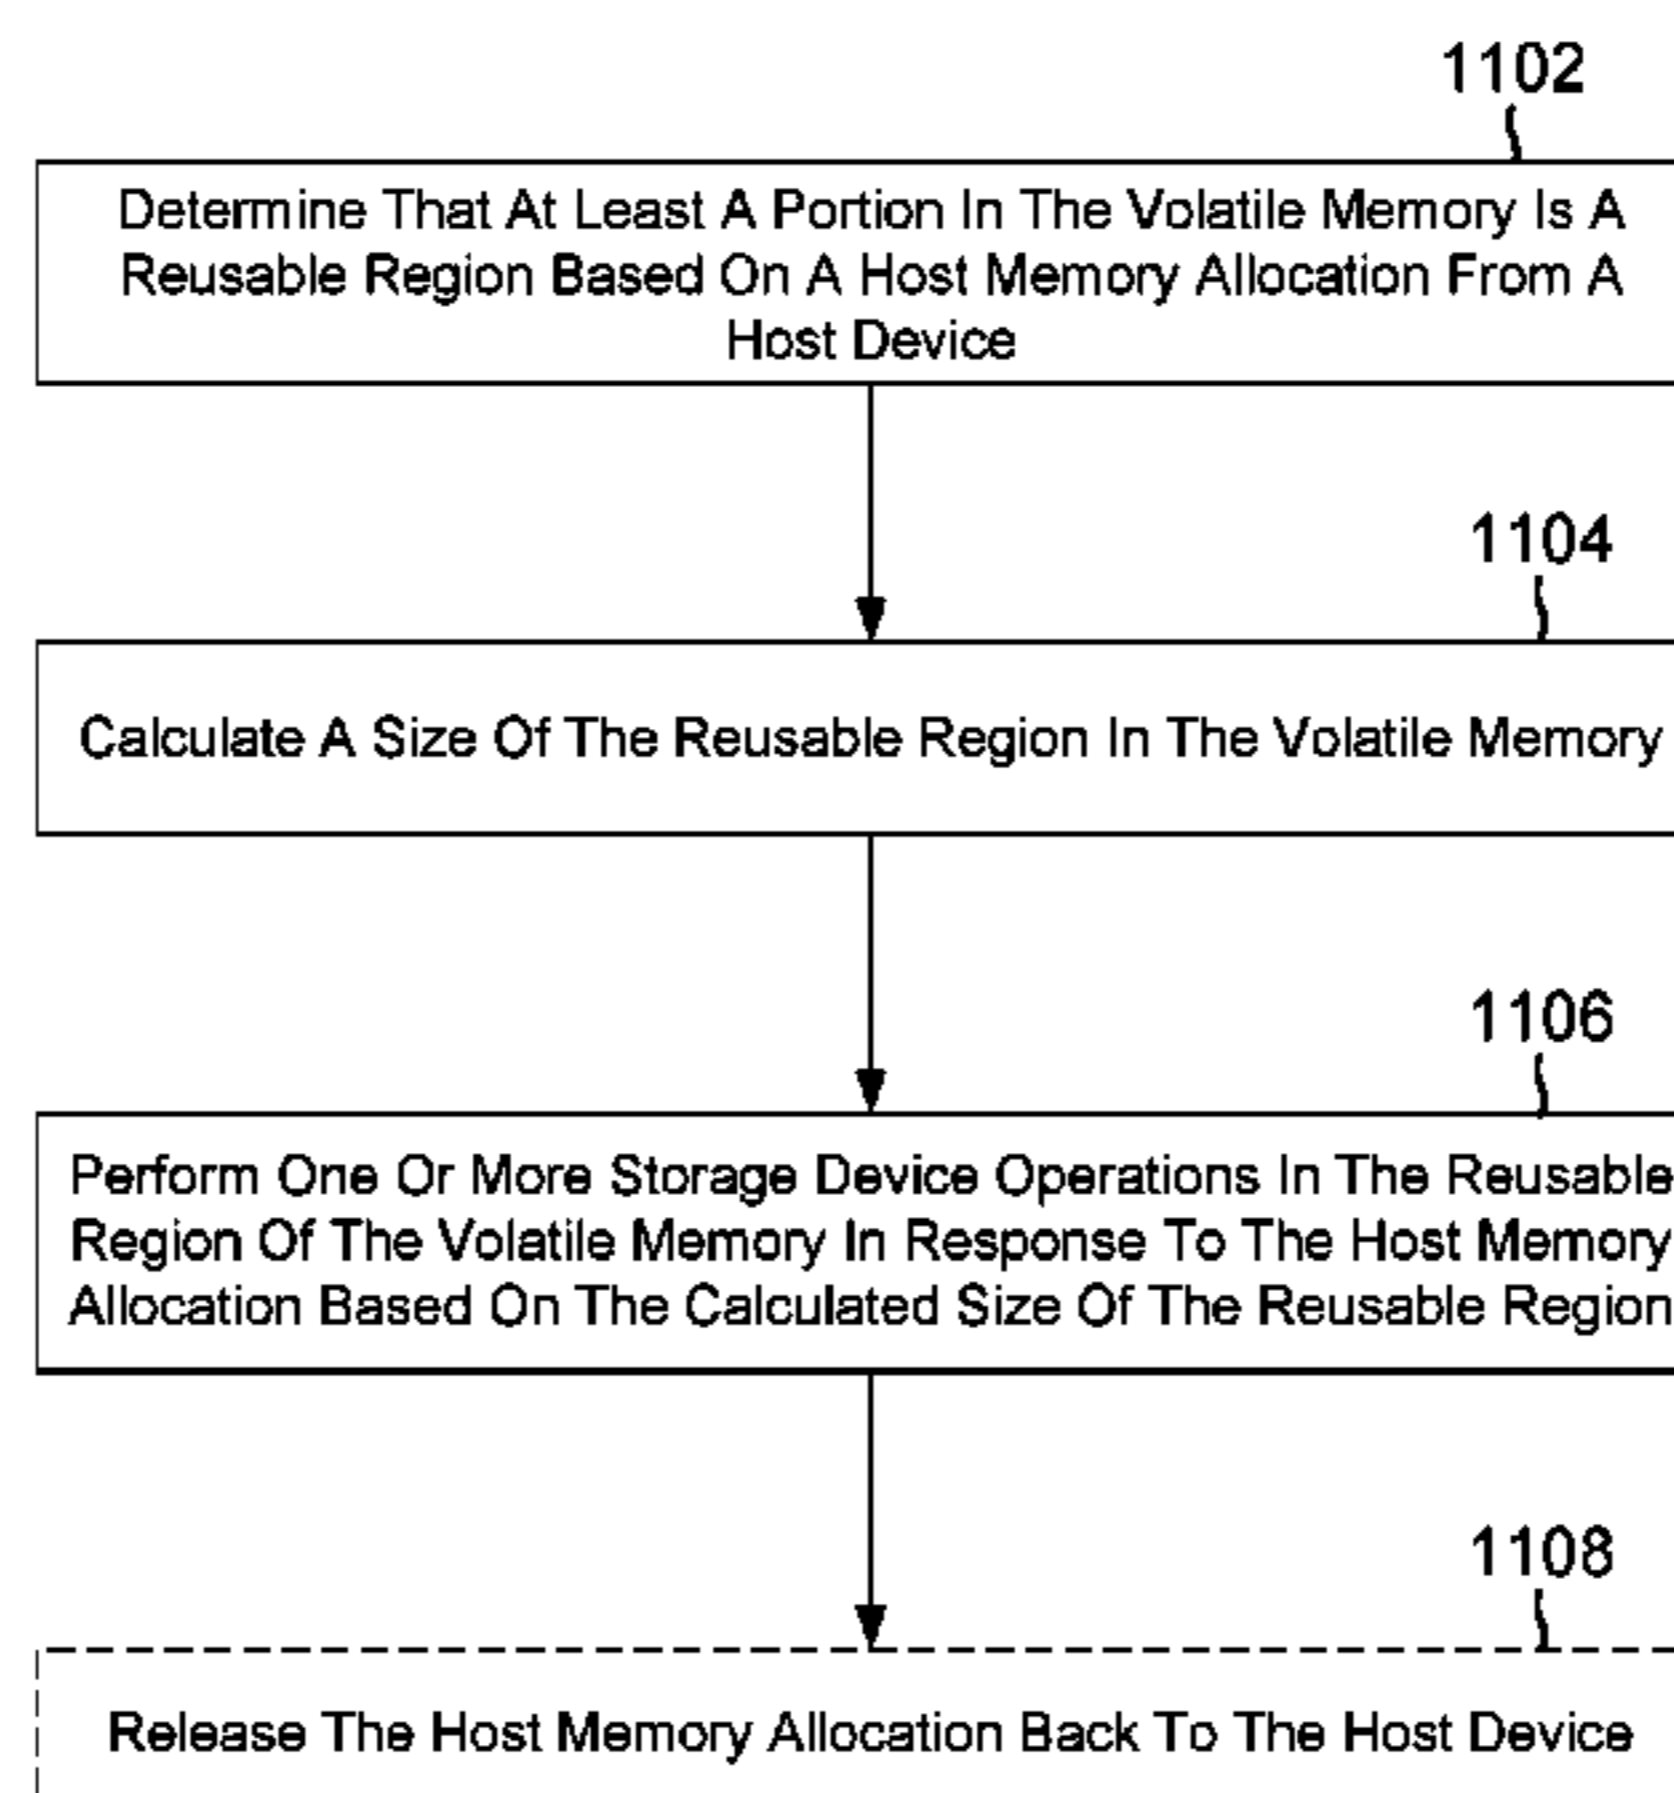 1102
Determine That At Least A Portion In The Volatile Memory Is A
Reusable Region Based On A Host Memory Allocation From A
Host Device
1104
Calculate A Size Of The Reusable Region In The Volatile Memory
1106
Perform One Or More Storage Device Operations In The Reusable
Region Of The Volatile Memory In Response To The Host Memory
Allocation Based On The Calculated Size Of The Reusable Region
1108
Release The Host Memory Allocation Back To The Host Device